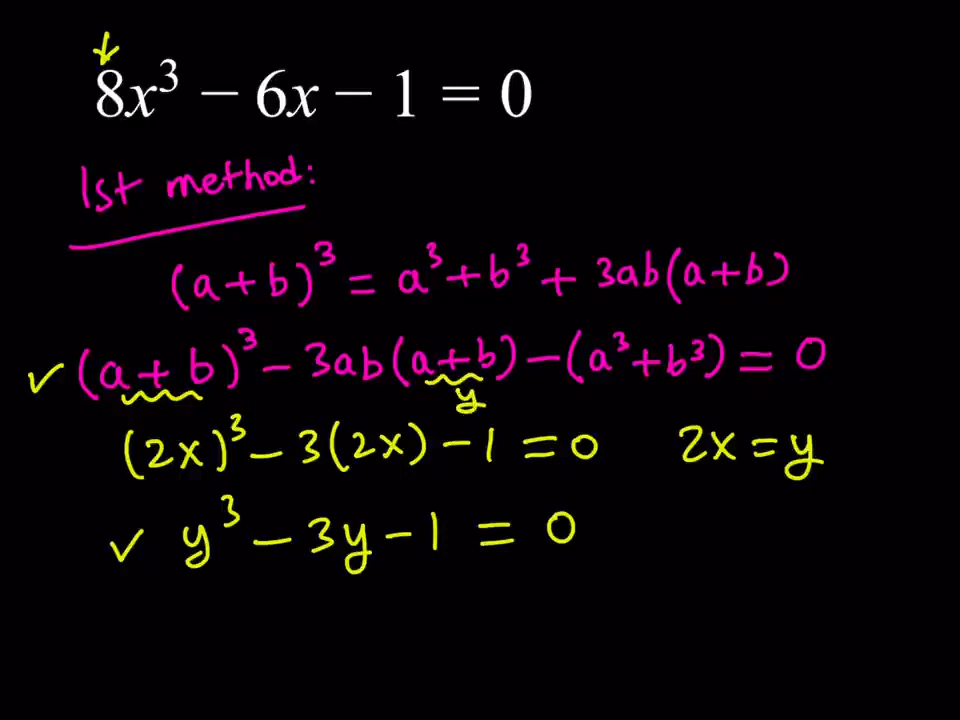 8x³ − 6x − 1 = 0
1st method:
(a+b)³ = a³+b³ + 3ab(a+b)
✓ (a+b)³ − 3ab(a+b) − (a³+b³) = 0
y
(2x)³ − 3(2x) − 1 = 0 2x = y
✓ y³ − 3y − 1 = 0